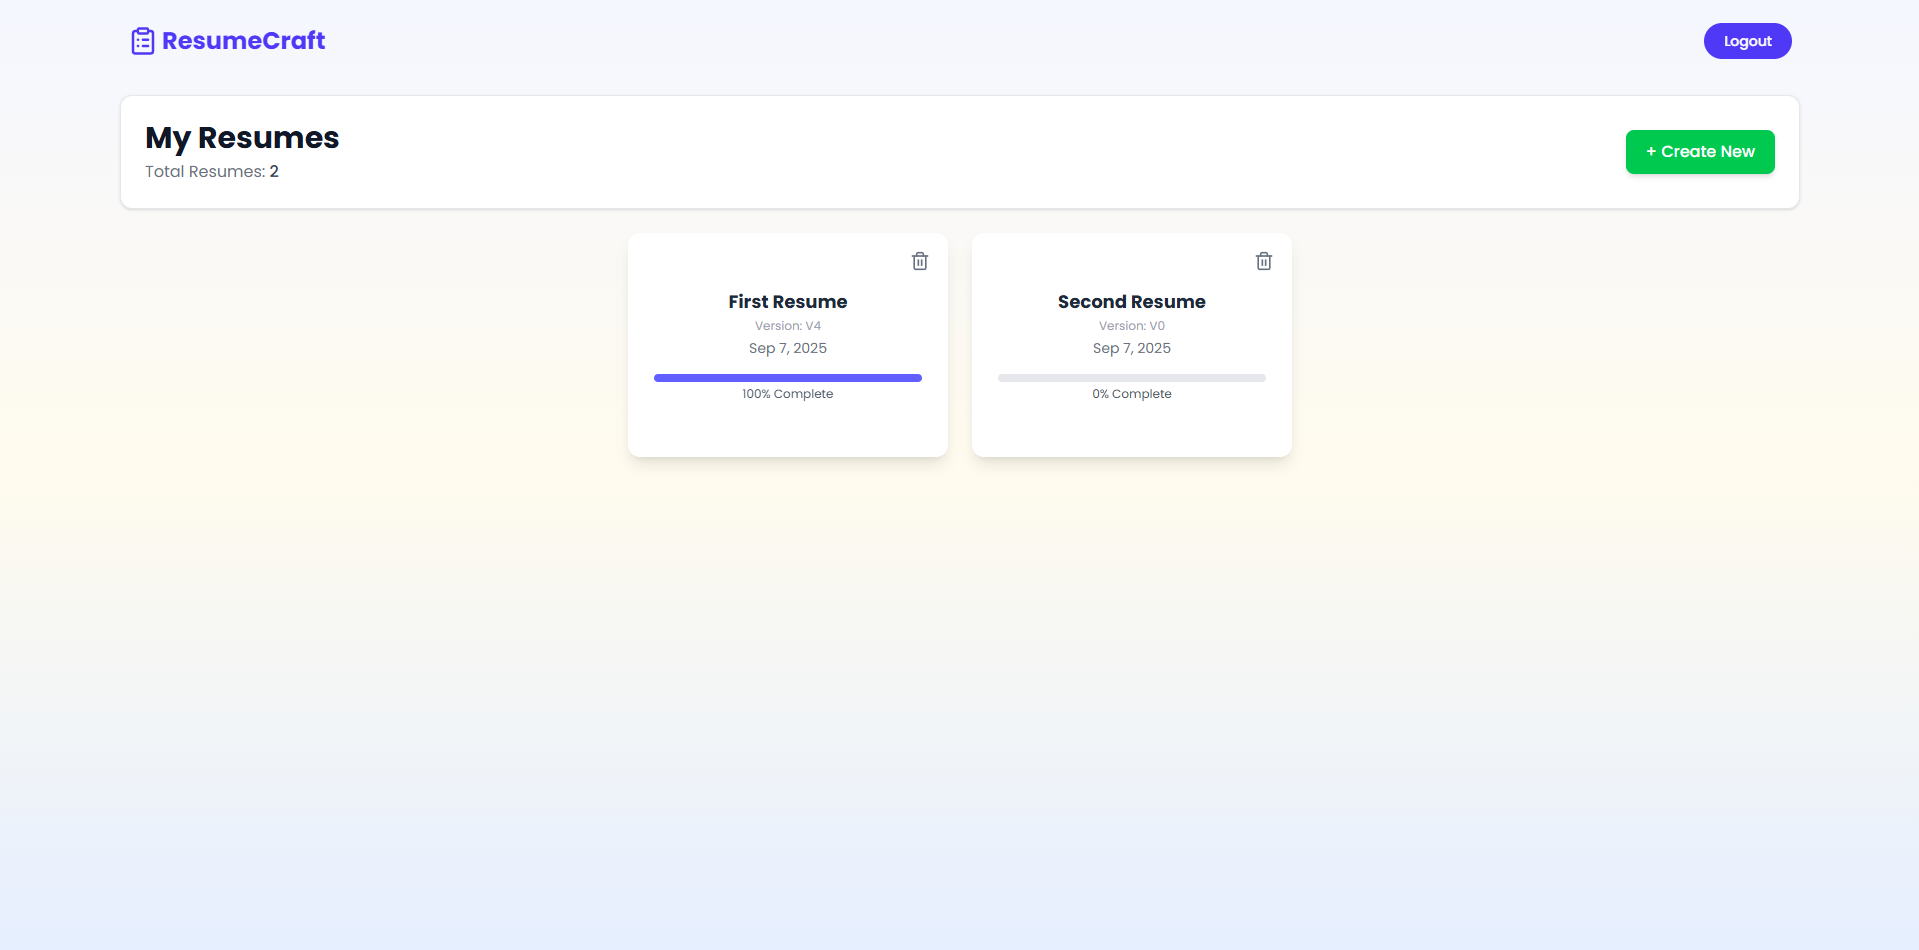 ResumeCraft
Logout
My Resumes
Total Resumes: 2
+ Create New
First Resume
Version: V4
Sep 7, 2025
100% Complete
Second Resume
Version: V0
Sep 7, 2025
0% Complete